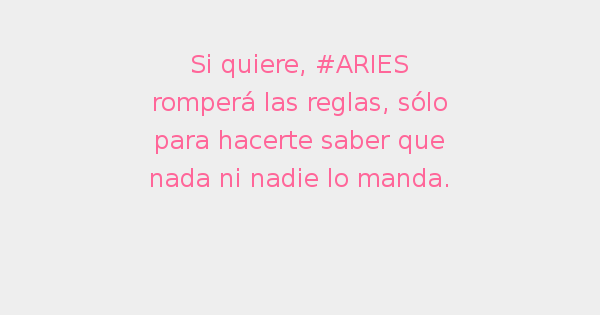 Si quiere, #ARIES
romperá las reglas, sólo
para hacerte saber que
nada ni nadie lo manda.